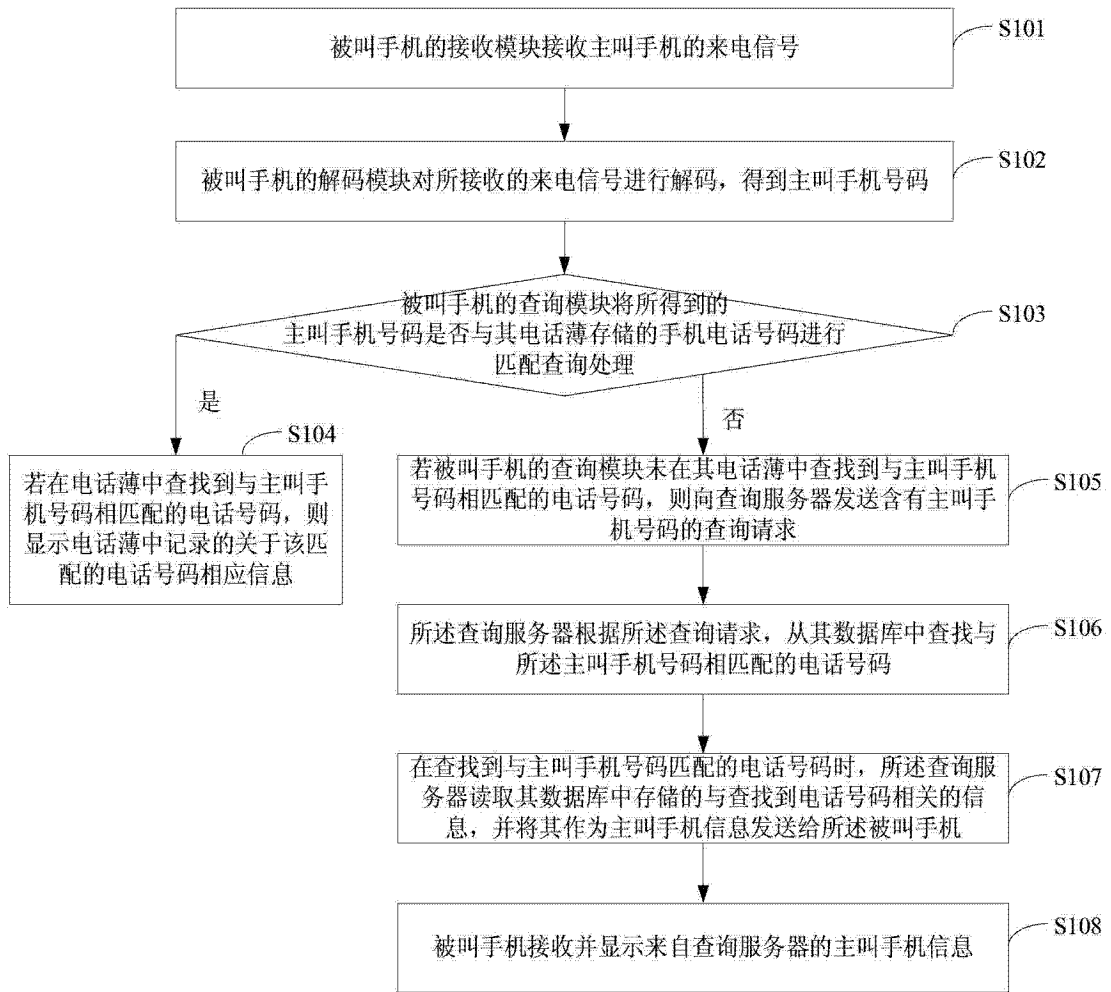 被叫手机的接收模块接收主叫手机的来电信号
S101
被叫手机的解码模块对所接收的来电信号进行解码，得到主叫手机号码
S102
被叫手机的查询模块将所得到的
主叫手机号码是否与其电话薄存储的手机电话号码进行
匹配查询处理
S103
是
否
S104
若在电话薄中查找到与主叫手
机号码相匹配的电话号码，则
显示电话薄中记录的关于该匹
配的电话号码相应信息
若被叫手机的查询模块未在其电话薄中查找到与主叫手机
号码相匹配的电话号码，则向查询服务器发送含有主叫手
机号码的查询请求
S105
所述查询服务器根据所述查询请求，从其数据库中查找与
所述主叫手机号码相匹配的电话号码
S106
在查找到与主叫手机号码匹配的电话号码时，所述查询服
务器读取其数据库中存储的与查找到电话号码相关的信
息，并将其作为主叫手机信息发送给所述被叫手机
S107
被叫手机接收并显示来自查询服务器的主叫手机信息
S108